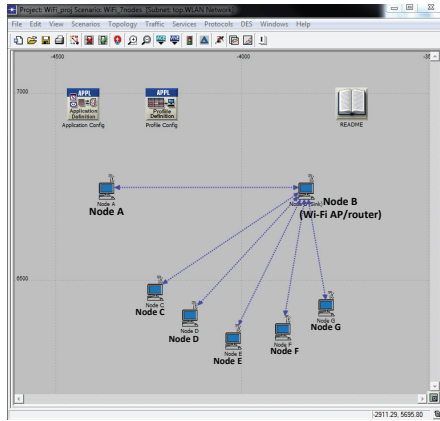 Project: WiFi_proj Scenario: WiFi_7nodes [Subnet: top.WLAN Network]
File Edit View Scenarios Topology Traffic Services Protocols DES Windows Help
-4500 -4000
7000
APPL
Application
Definition
Application Config
APPL
Profile
Definition
Profile Config
README
Node A
Node A
Node B
(Wi-Fi AP/router)
6500
Node C
Node C
Node D
Node D
Node E
Node E
Node F
Node F
Node G
Node G
-2911.29, 5695.80